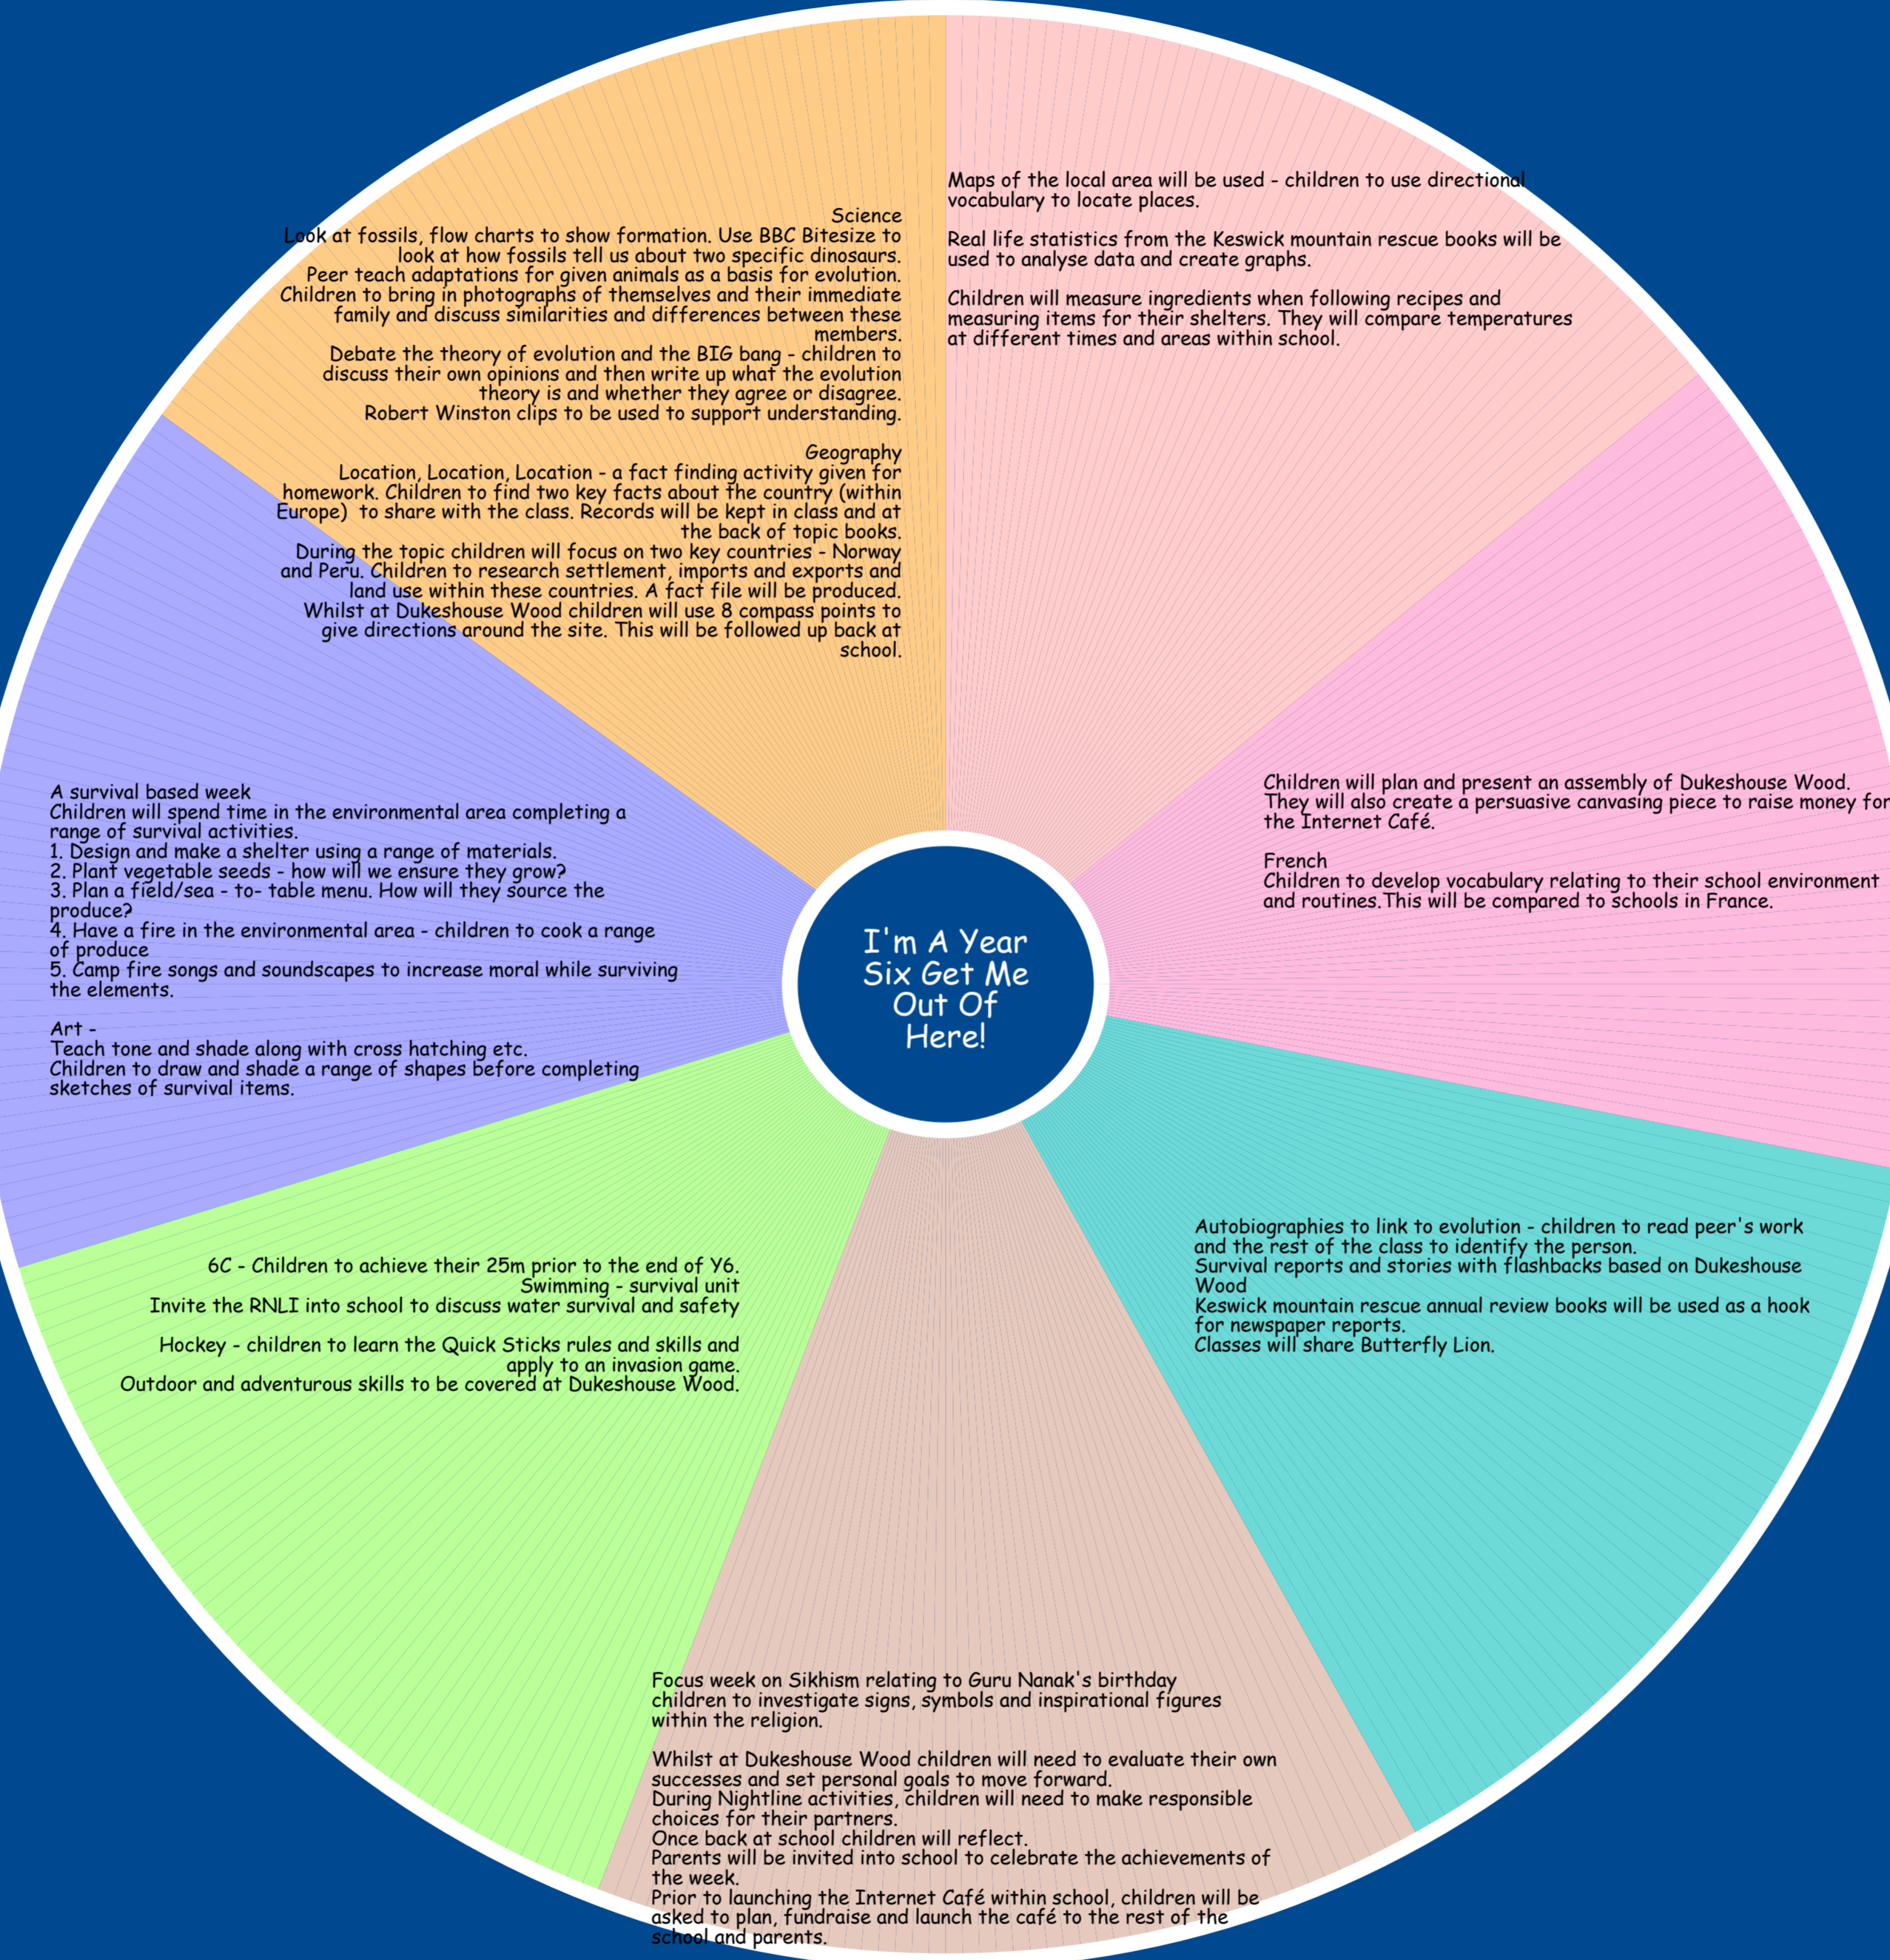 Maps of the local area will be used - children to use directional
vocabulary to locate places.
Real life statistics from the Keswick mountain rescue books will be
used to analyse data and create graphs.
Children will measure ingredients when following recipes and
measuring items for their shelters. They will compare temperatures
at different times and areas within school.
Science
Look at fossils, flow charts to show formation. Use BBC Bitesize to
look at how fossils tell us about two specific dinosaurs.
Peer teach adaptations for given animals as a basis for evolution.
Children to bring in photographs of themselves and their immediate
family and discuss similarities and differences between these
members.
Debate the theory of evolution and the BIG bang - children to
discuss their own opinions and then write up what the evolution
theory is and whether they agree or disagree.
Robert Winston clips to be used to support understanding.
Geography
Location, Location, Location - a fact finding activity given for
homework. Children to find two key facts about the country (within
Europe)  to share with the class. Records will be kept in class and at
the back of topic books.
During the topic children will focus on two key countries - Norway
and Peru. Children to research settlement, imports and exports and
land use within these countries. A fact file will be produced.
Whilst at Dukeshouse Wood children will use 8 compass points to
give directions around the site. This will be followed up back at
school.
Children will plan and present an assembly of Dukeshouse Wood.
They will also create a persuasive canvasing piece to raise money for
the Internet Café.
French
Children to develop vocabulary relating to their school environment
and routines.This will be compared to schools in France.
A survival based week
Children will spend time in the environmental area completing a
range of survival activities.
1. Design and make a shelter using a range of materials.
2. Plant vegetable seeds - how will we ensure they grow?
3. Plan a field/sea - to- table menu. How will they source the
produce?
4. Have a fire in the environmental area - children to cook a range
of produce
5. Camp fire songs and soundscapes to increase moral while surviving
the elements.
Art -
Teach tone and shade along with cross hatching etc.
Children to draw and shade a range of shapes before completing
sketches of survival items.
I'm A Year
Six Get Me
Out Of
Here!
Autobiographies to link to evolution - children to read peer's work
and the rest of the class to identify the person.
Survival reports and stories with flashbacks based on Dukeshouse
Wood
Keswick mountain rescue annual review books will be used as a hook
for newspaper reports.
Classes will share Butterfly Lion.
6C - Children to achieve their 25m prior to the end of Y6.
Swimming - survival unit
Invite the RNLI into school to discuss water survival and safety
Hockey - children to learn the Quick Sticks rules and skills and
apply to an invasion game.
Outdoor and adventurous skills to be covered at Dukeshouse Wood.
Focus week on Sikhism relating to Guru Nanak's birthday
children to investigate signs, symbols and inspirational figures
within the religion.
Whilst at Dukeshouse Wood children will need to evaluate their own
successes and set personal goals to move forward.
During Nightline activities, children will need to make responsible
choices for their partners.
Once back at school children will reflect.
Parents will be invited into school to celebrate the achievements of
the week.
Prior to launching the Internet Café within school, children will be
asked to plan, fundraise and launch the café to the rest of the
school and parents.